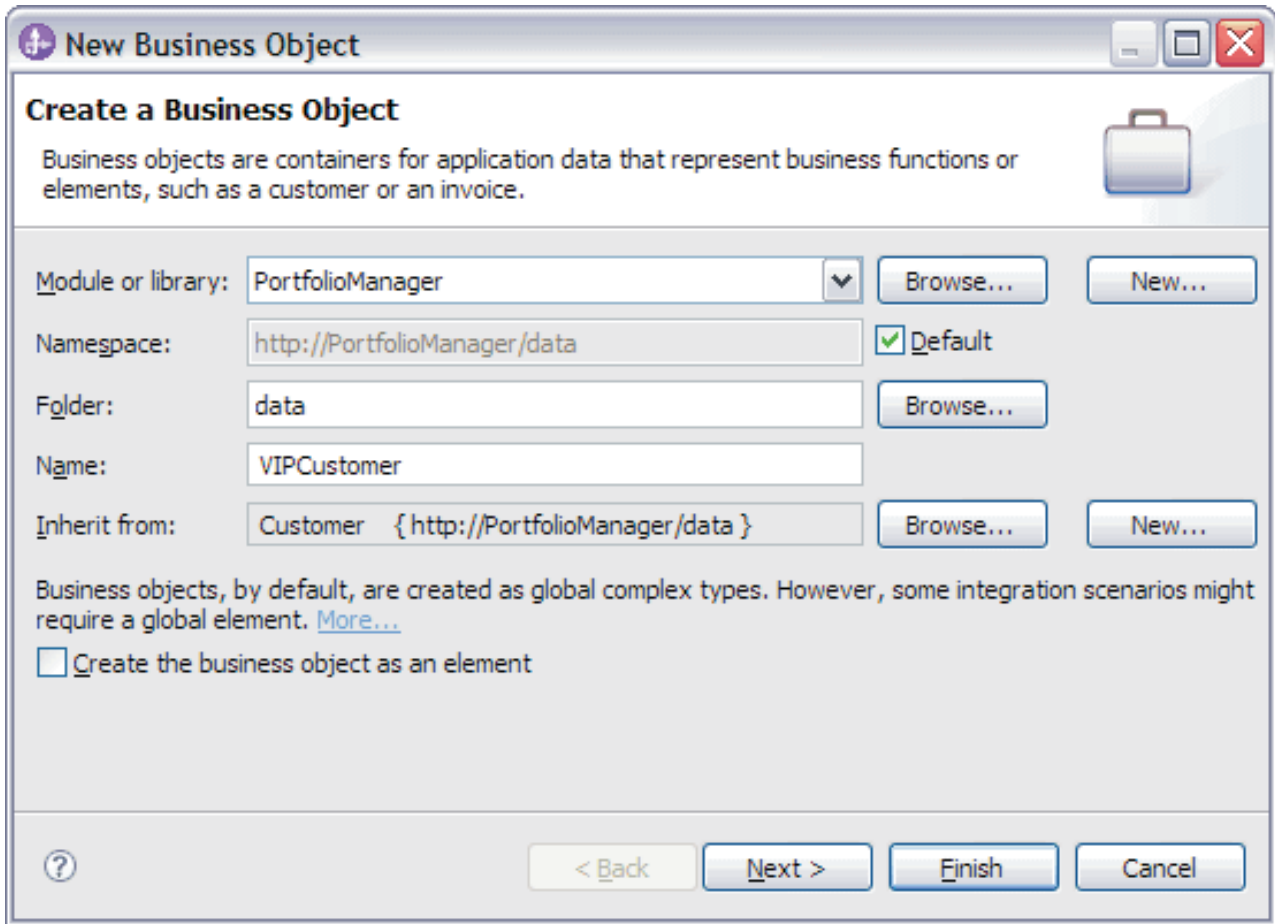 New Business Object
Create a Business Object
Business objects are containers for application data that represent business functions or
elements, such as a customer or an invoice.
Module or library: PortfolioManager Browse... New...
Namespace: http://PortfolioManager/data Default
Folder: data Browse...
Name: VIPCustomer
Inherit from: Customer { http://PortfolioManager/data } Browse... New...
Business objects, by default, are created as global complex types. However, some integration scenarios might
require a global element. More...
Create the business object as an element
? < Back Next > Finish Cancel